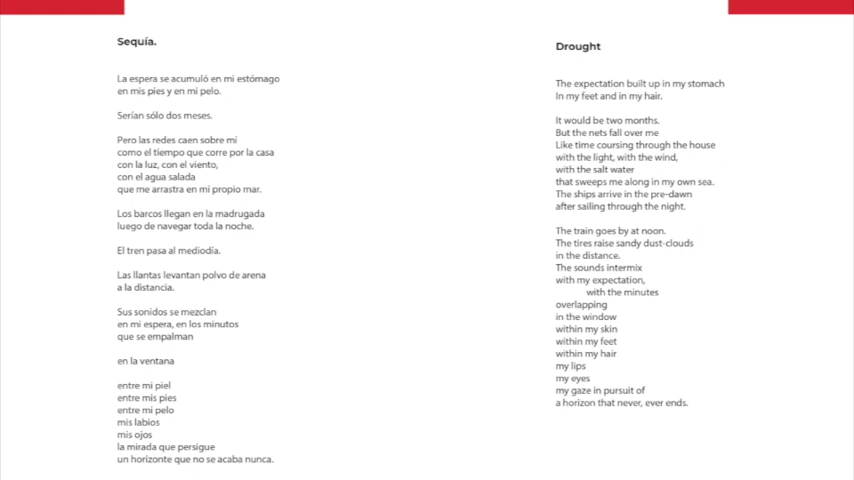 Sequía.
La espera se acumuló en mi estómago
en mis pies y en mi pelo.
Serían sólo dos meses.
Pero las redes caen sobre mí
como el tiempo que corre por la casa
con la luz, con el viento,
con el agua salada
que me arrastra en mi propio mar.
Los barcos llegan en la madrugada
luego de navegar toda la noche.
El tren pasa al mediodía.
Las llantas levantan polvo de arena
a la distancia.
Sus sonidos se mezclan
en mi espera, en los minutos
que se empalman
en la ventana
entre mi piel
entre mis pies
entre mi pelo
mis labios
mis ojos
la mirada que persigue
un horizonte que no se acaba nunca.
Drought
The expectation built up in my stomach
In my feet and in my hair.
It would be two months.
But the nets fall over me
Like time coursing through the house
with the light, with the wind,
with the salt water
that sweeps me along in my own sea.
The ships arrive in the pre-dawn
after sailing through the night.
The train goes by at noon.
The tires raise sandy dust-clouds
in the distance.
The sounds intermix
with my expectation,
with the minutes
overlapping
in the window
within my skin
within my feet
within my hair
my lips
my eyes
my gaze in pursuit of
a horizon that never, ever ends.